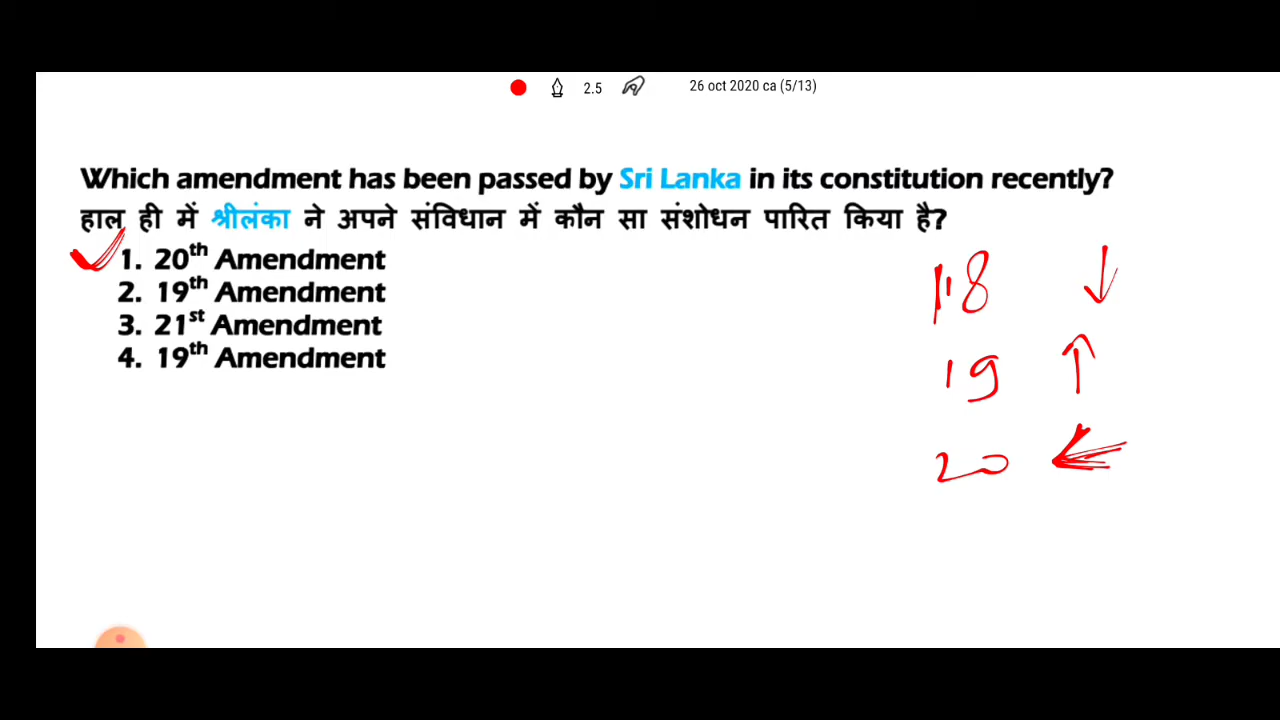 2.5 26 oct 2020 ca (5/13)
Which amendment has been passed by Sri Lanka in its constitution recently?
हाल ही में श्रीलंका ने अपने संविधान में कौन सा संशोधन पारित किया है?
1. 20th Amendment
2. 19th Amendment
3. 21st Amendment
4. 19th Amendment
18 ↓
19 ↑
20 ←